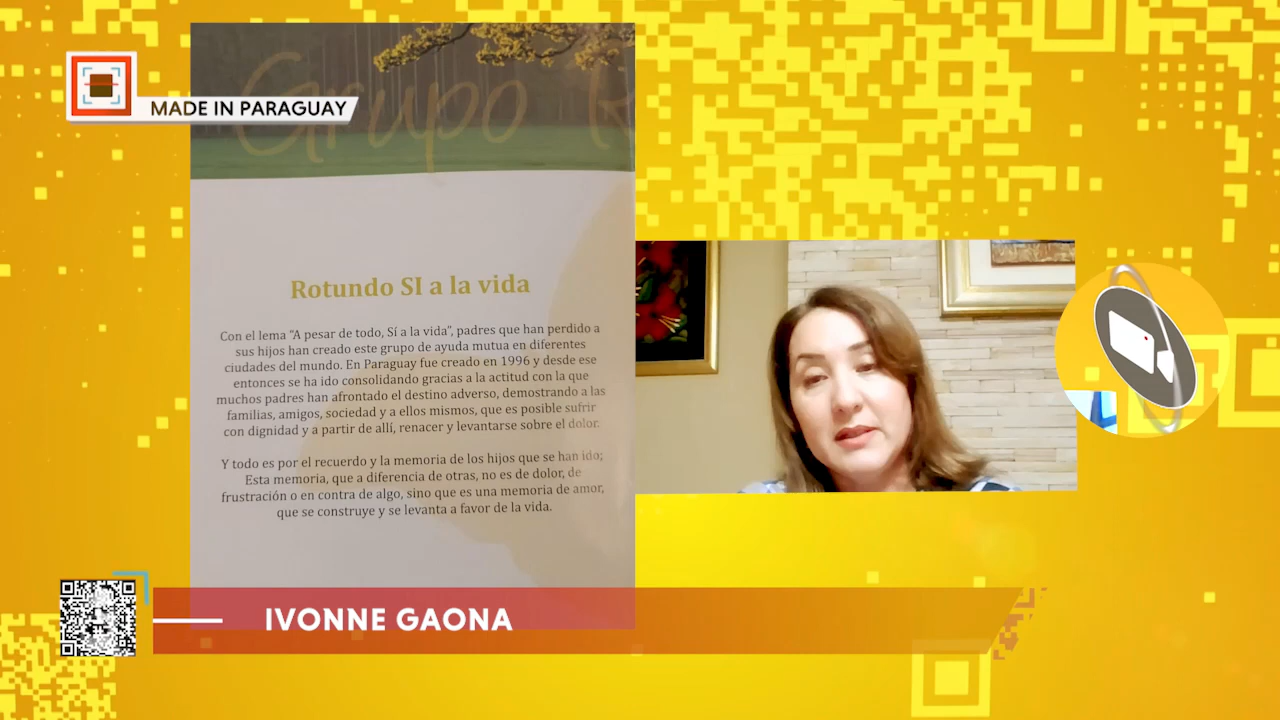 MADE IN PARAGUAY
Grupo R
Rotundo SI a la vida
Con el lema "A pesar de todo, Sí a la vida", padres que han perdido a
sus hijos han creado este grupo de ayuda mutua en diferentes
ciudades del mundo. En Paraguay fue creado en 1996 y desde ese
entonces se ha ido consolidando gracias a la actitud con la que
muchos padres han afrontado el destino adverso, demostrando a las
familias, amigos, sociedad y a ellos mismos, que es posible sufrir
con dignidad y a partir de allí, renacer y levantarse sobre el dolor.
Y todo es por el recuerdo y la memoria de los hijos que se han ido;
Esta memoria, que a diferencia de otras, no es de dolor, de
frustración o en contra de algo, sino que es una memoria de amor,
que se construye y se levanta a favor de la vida.
IVONNE GAONA